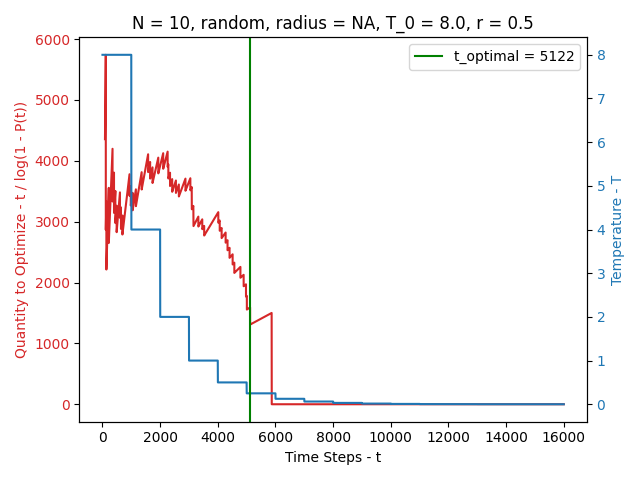 N = 10, random, radius = NA, T_0 = 8.0, r = 0.5
t_optimal = 5122
Quantity to Optimize - t / log(1 - P(t))
6000
5000
4000
3000
2000
1000
0
8
7
6
5
4
3
2
1
0
Temperature - T
0 2000 4000 6000 8000 10000 12000 14000 16000
Time Steps - t